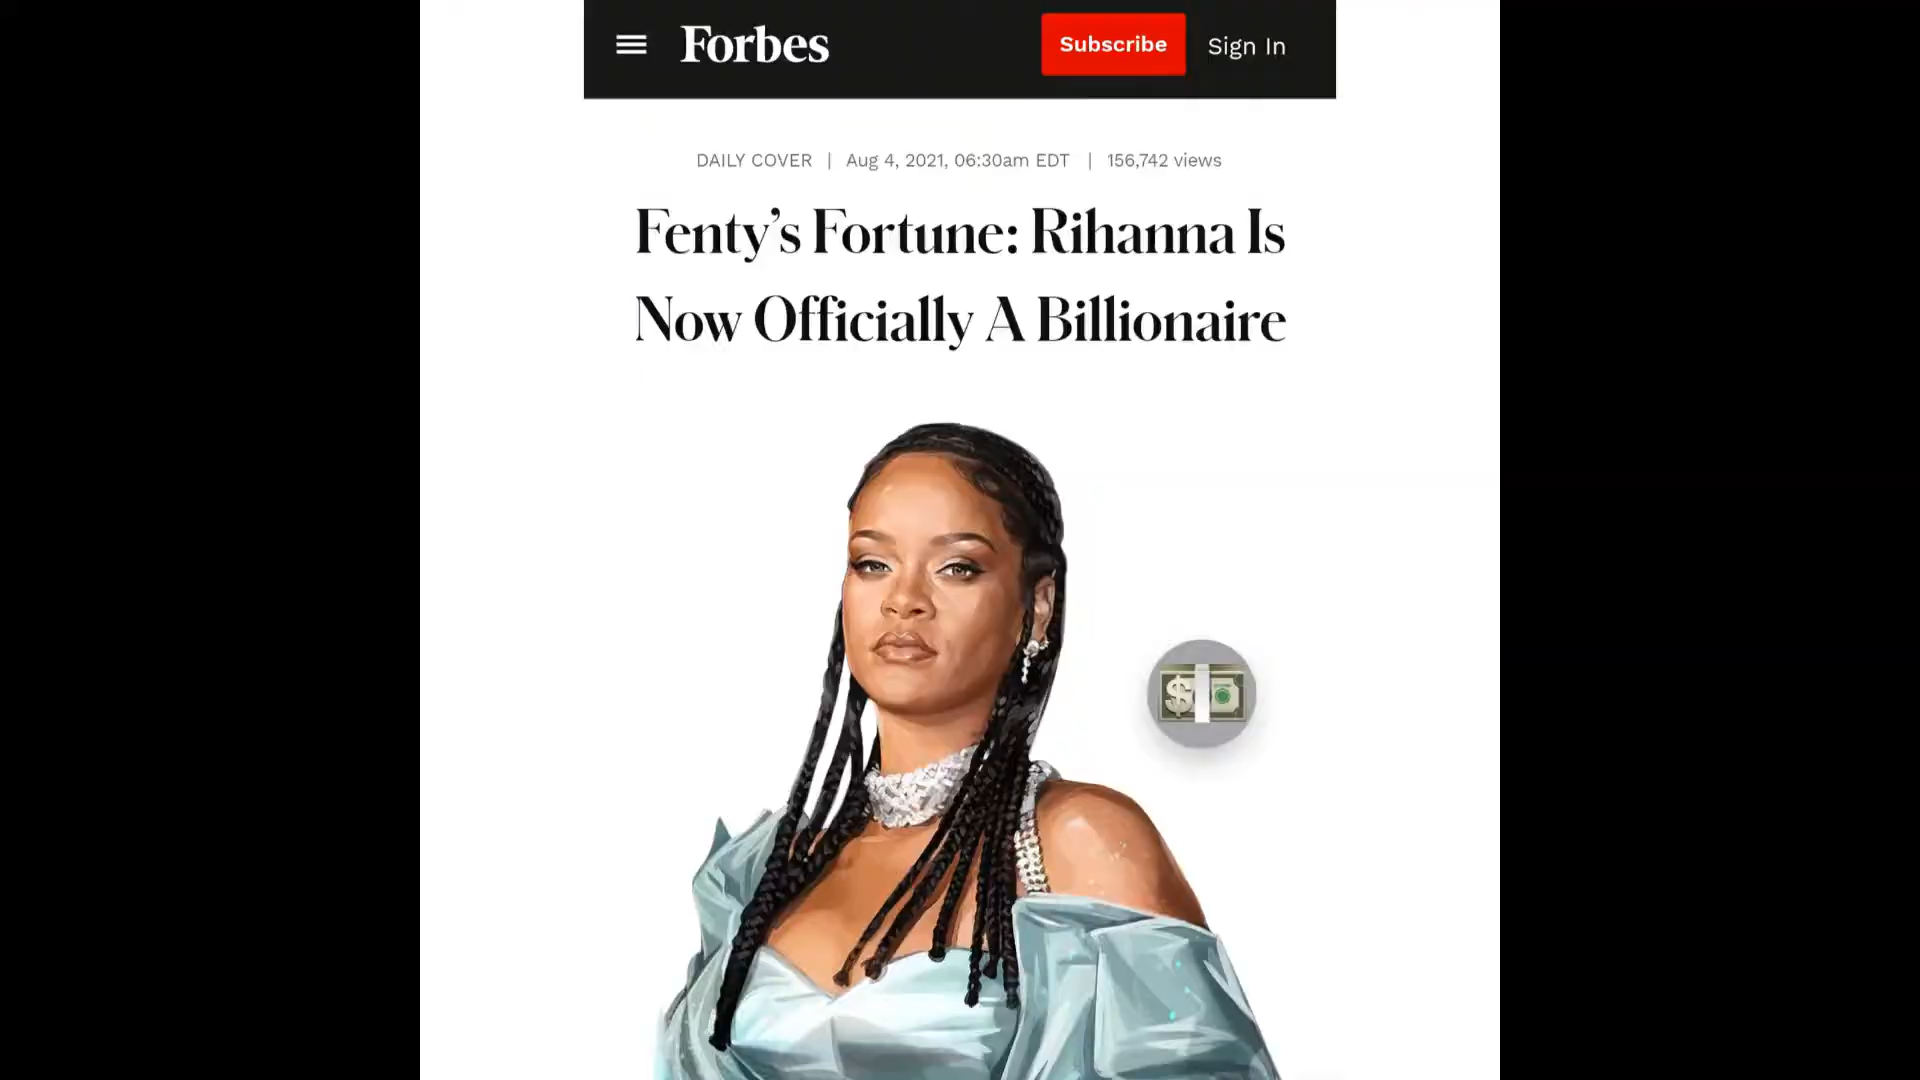 Forbes
Subscribe
Sign In
DAILY COVER | Aug 4, 2021, 06:30am EDT | 156,742 views
Fenty’s Fortune: Rihanna Is
Now Officially A Billionaire
$